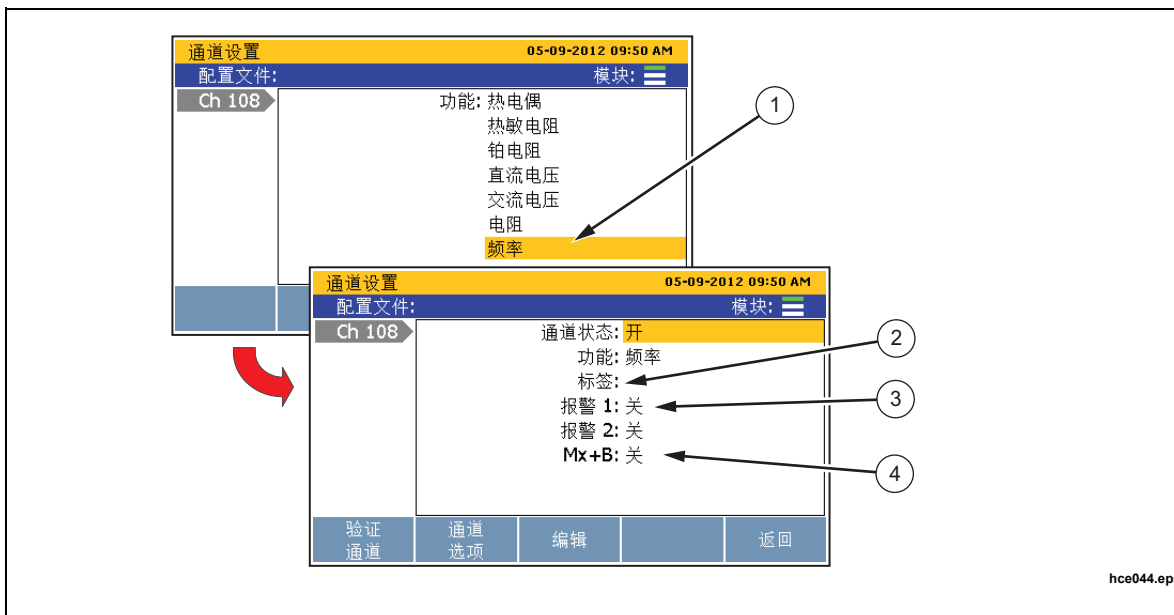 通道设置 05-09-2012 09:50 AM
配置文件: 模块:
Ch 108 功能: 热电偶
热敏电阻
铂电阻
直流电压
交流电压
电阻
频率
1
通道设置 05-09-2012 09:50 AM
配置文件: 模块:
Ch 108 通道状态: 开
功能: 频率
标签:
报警 1: 关
报警 2: 关
Mx+B: 关
2
3
4
验证通道 通道选项 编辑 返回
hce044.ep